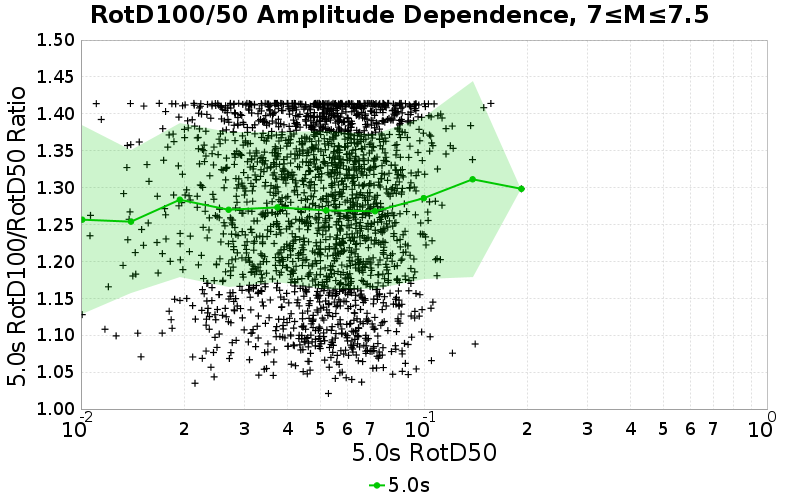 RotD100/50 Amplitude Dependence, 7≤M≤7.5
5.0s RotD100/RotD50 Ratio
1.50
1.45
1.40
1.35
1.30
1.25
1.20
1.15
1.10
1.05
1.00
10^-2 2 3 4 5 6 7 10^-1 2 3 4 5 6 7 10^0
5.0s RotD50
5.0s